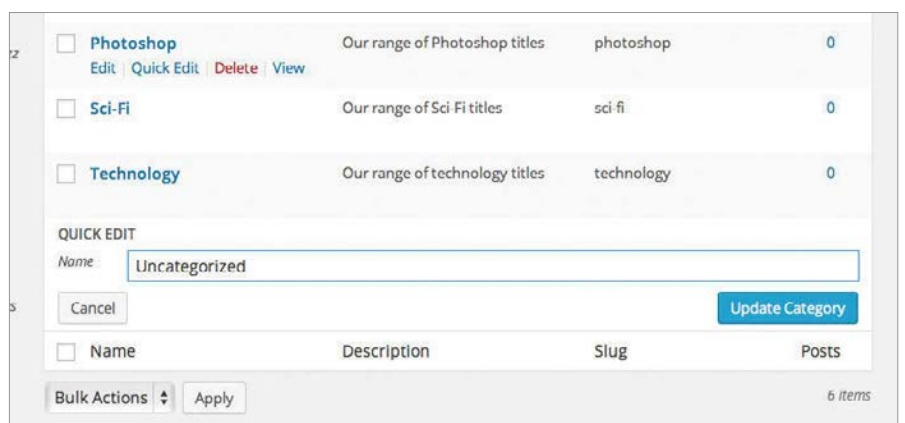 zz
Photoshop Our range of Photoshop titles photoshop 0
Edit | Quick Edit | Delete | View
Sci-Fi Our range of Sci-Fi titles sci-fi 0
Technology Our range of technology titles technology 0
QUICK EDIT
Name Uncategorized
s
Cancel Update Category
Name Description Slug Posts
Bulk Actions Apply 6 items